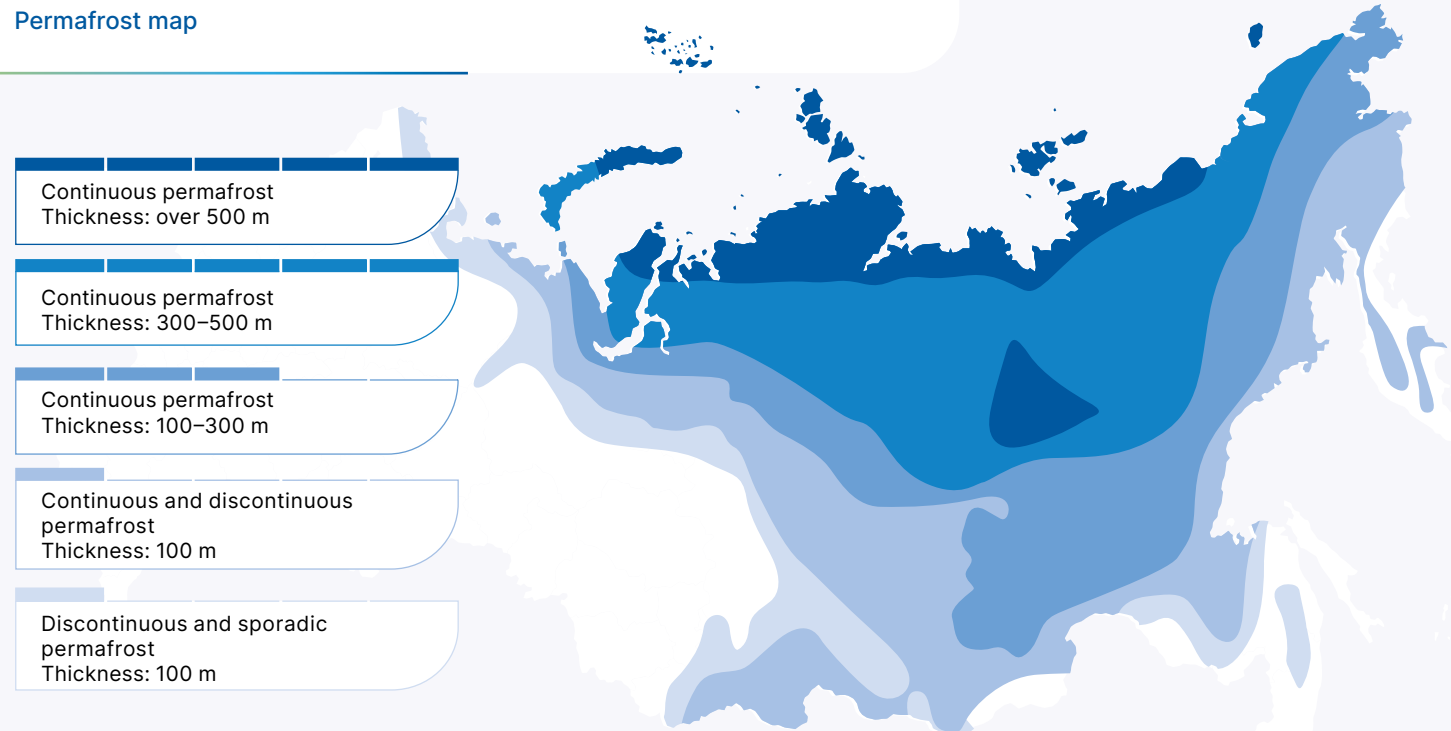 Permafrost map
Continuous permafrost
Thickness: over 500 m
Continuous permafrost
Thickness: 300–500 m
Continuous permafrost
Thickness: 100–300 m
Continuous and discontinuous
permafrost
Thickness: 100 m
Discontinuous and sporadic
permafrost
Thickness: 100 m